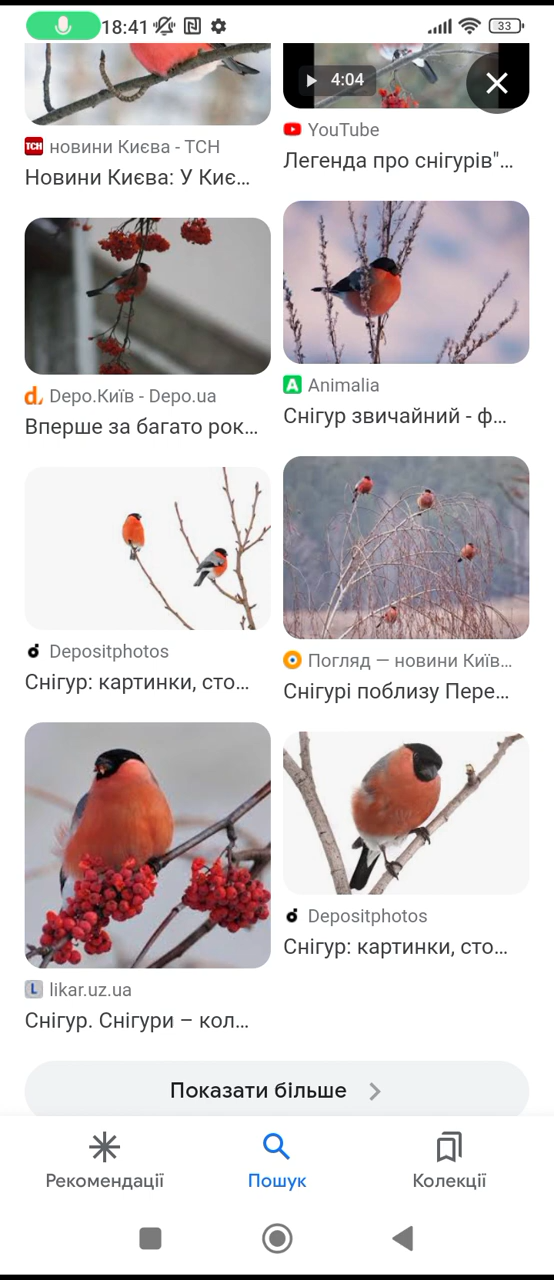 18:41
33
4:04
ТСН
новини Києва - ТСН
Новини Києва: У Киє...
YouTube
Легенда про снігурів"...
d.
Depo.Київ - Depo.ua
Вперше за багато рок...
A
Animalia
Снігур звичайний - ф...
Depositphotos
Снігур: картинки, сто...
Погляд — новини Київ...
Снігурі поблизу Пере...
L
likar.uz.ua
Снігур. Снігури – кол...
Depositphotos
Снігур: картинки, сто...
Показати більше
Рекомендації
Пошук
Колекції